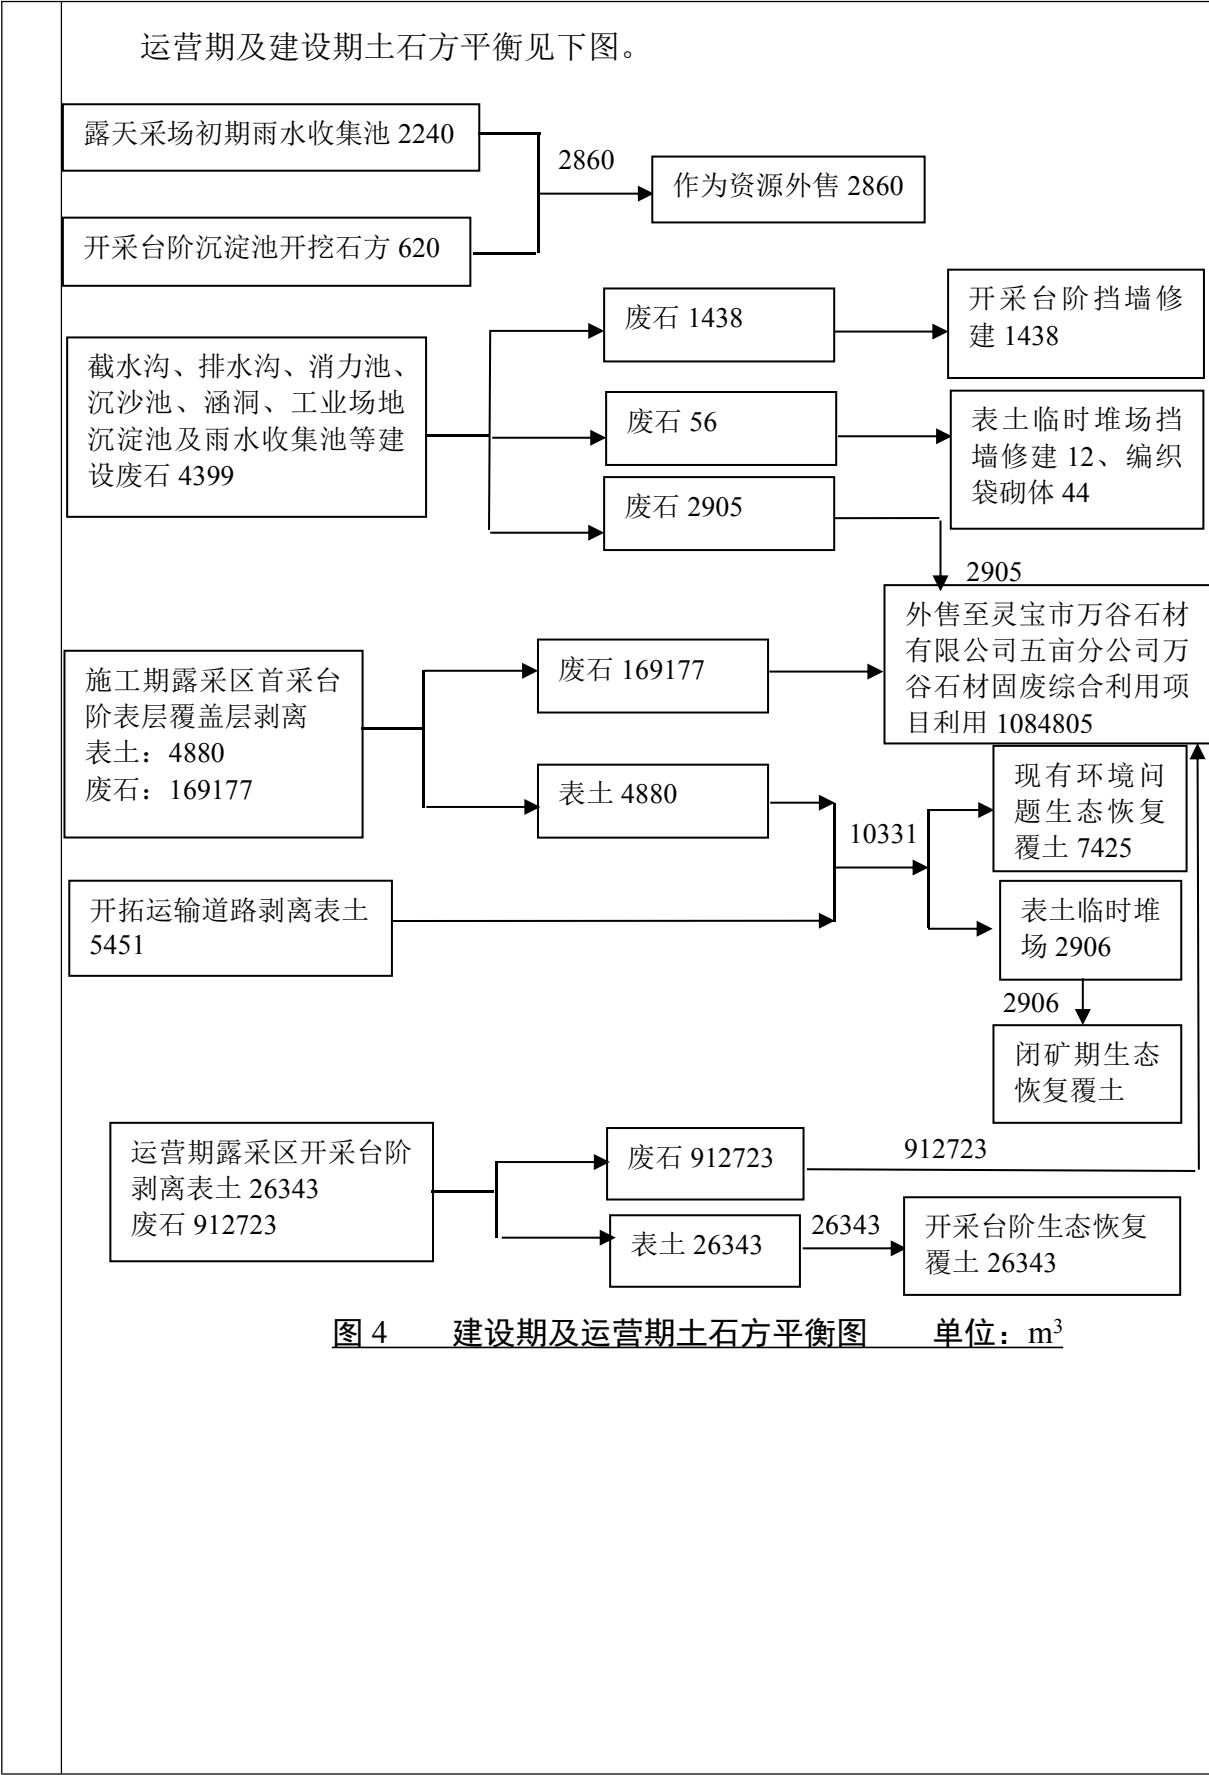 运营期及建设期土石方平衡见下图。
露天采场初期雨水收集池 2240
2860
作为资源外售 2860
开采台阶沉淀池开挖石方 620
截水沟、排水沟、消力池、
沉沙池、涵洞、工业场地
沉淀池及雨水收集池等建
设废石 4399
废石 1438
开采台阶挡墙修
建 1438
废石 56
表土临时堆场挡
墙修建 12、编织
袋砌体 44
废石 2905
2905
外售至灵宝市万谷石材
有限公司五亩分公司万
谷石材固废综合利用项
目利用 1084805
施工期露采区首采台
阶表层覆盖层剥离
表土：4880
废石：169177
废石 169177
表土 4880
10331
现有环境问
题生态恢复
覆土 7425
开拓运输道路剥离表土
5451
表土临时堆
场 2906
2906
闭矿期生态
恢复覆土
运营期露采区开采台阶
剥离表土 26343
废石 912723
废石 912723
912723
表土 26343
26343
开采台阶生态恢复
覆土 26343
图 4 建设期及运营期土石方平衡图 单位：m³